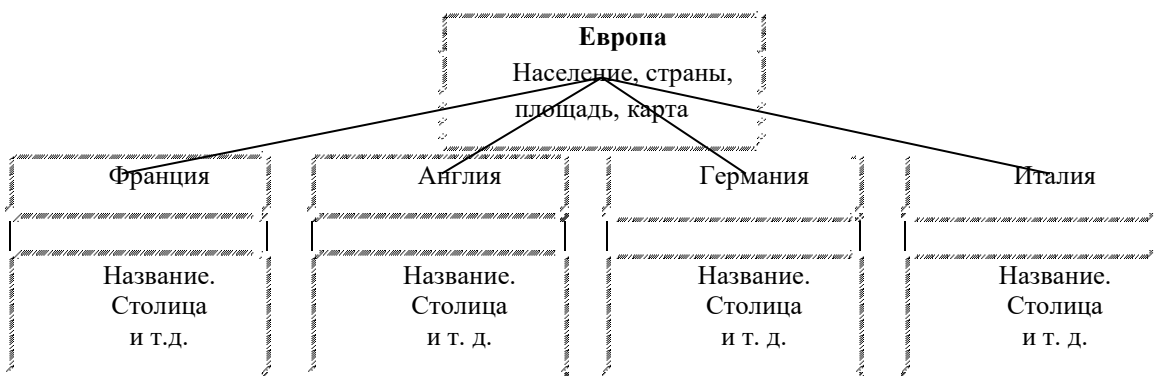 Европа
Население, страны,
площадь, карта
Франция
Англия
Германия
Италия
Название.
Столица
и т.д.
Название.
Столица
и т. д.
Название.
Столица
и т. д.
Название.
Столица
и т. д.